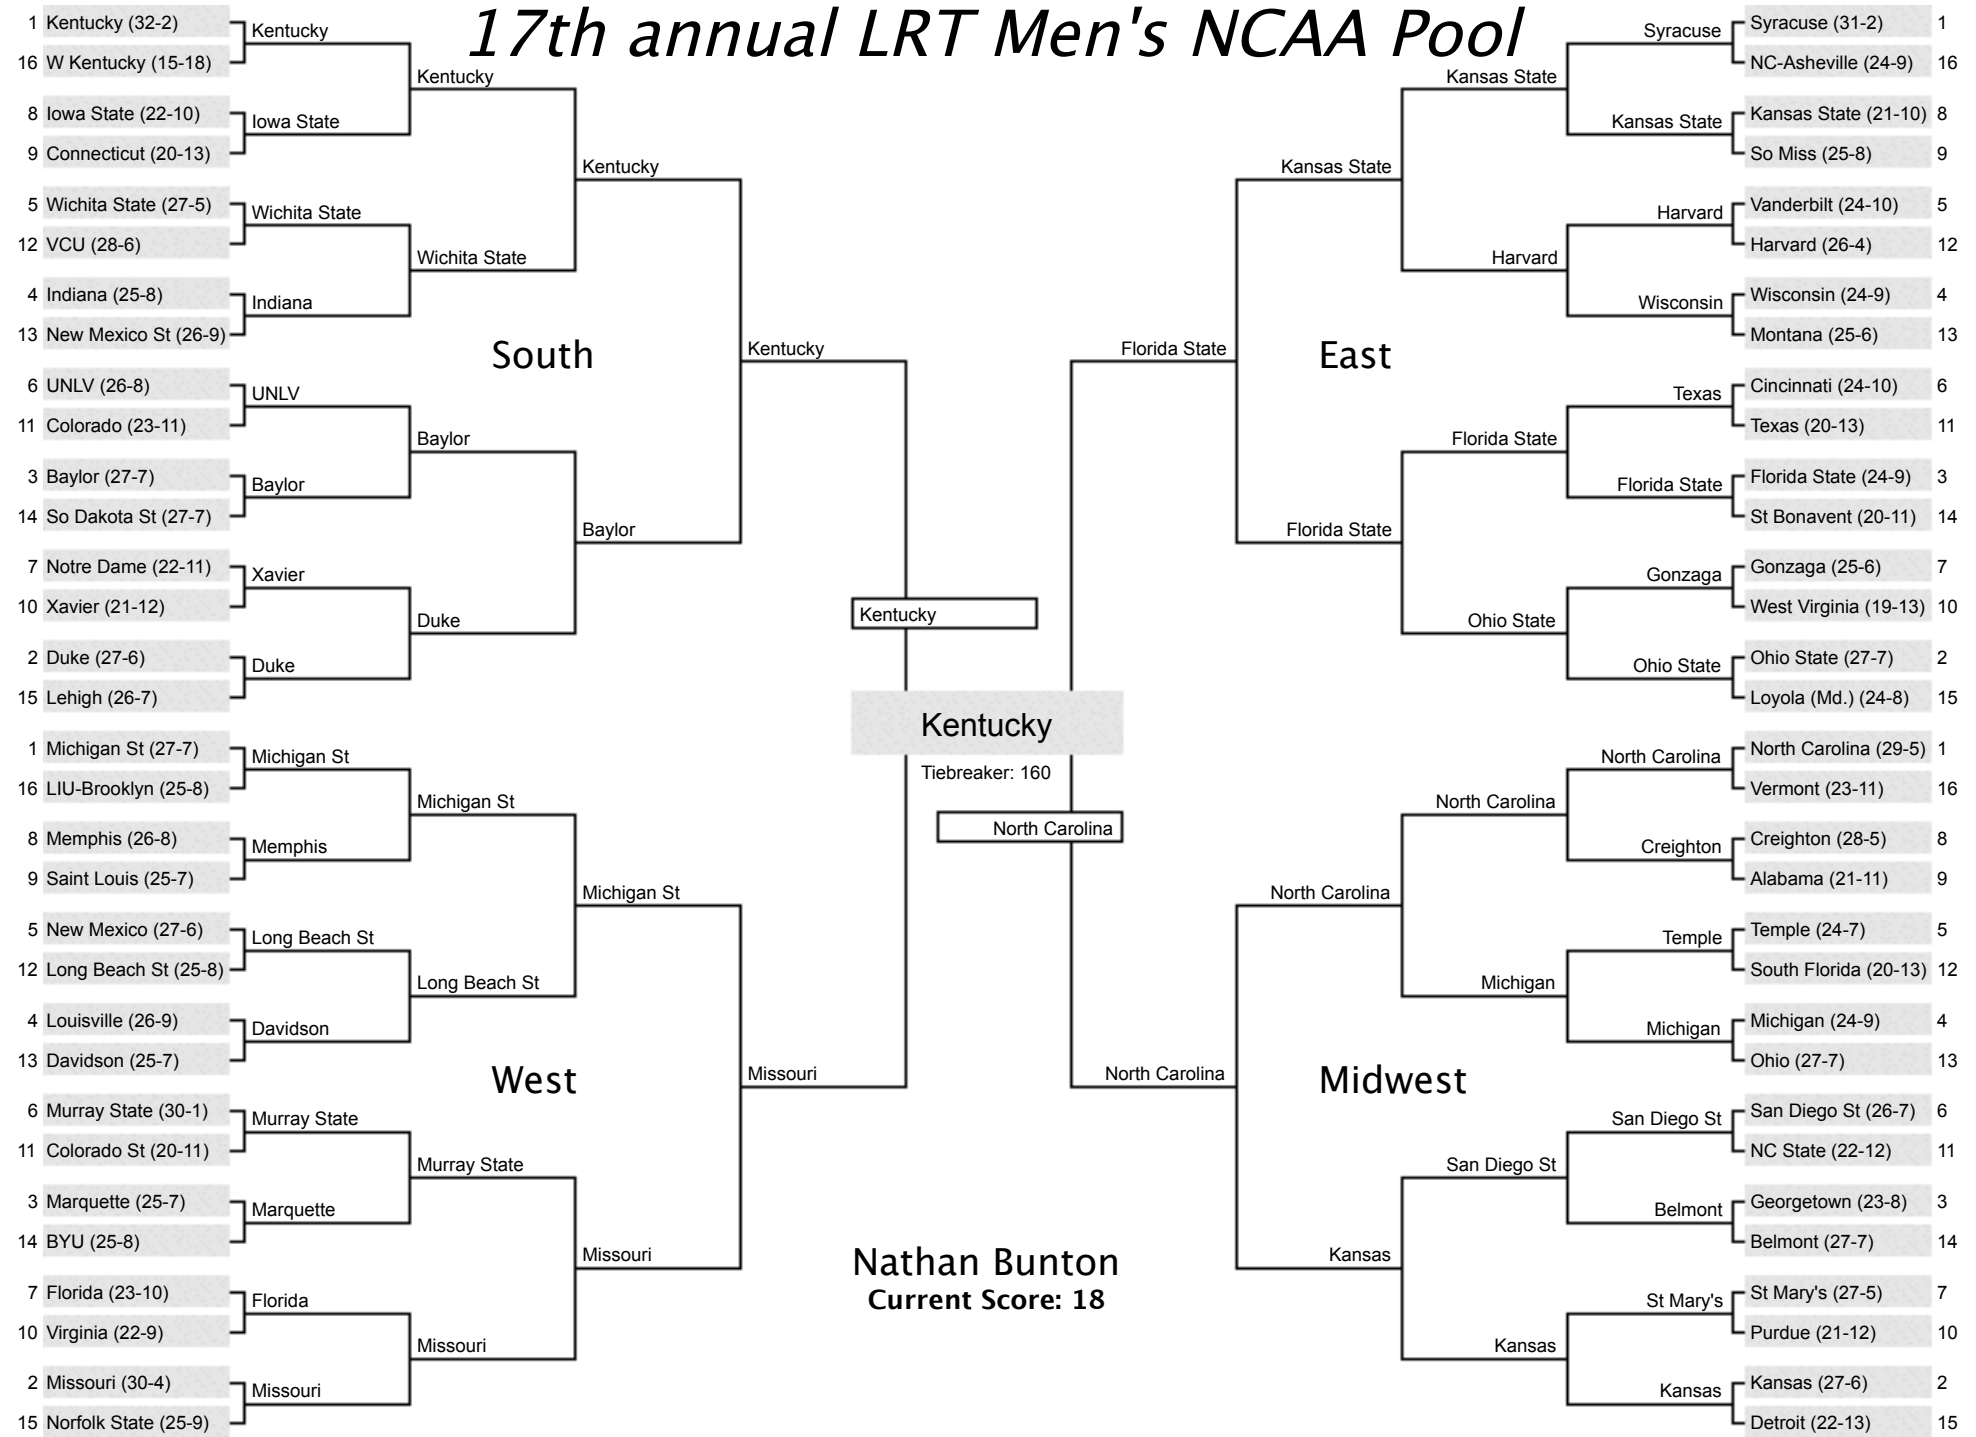 17th annual LRT Men's NCAA Pool
1 Kentucky (32-2)
16 W Kentucky (15-18)
8 Iowa State (22-10)
9 Connecticut (20-13)
5 Wichita State (27-5)
12 VCU (28-6)
4 Indiana (25-8)
13 New Mexico St (26-9)
6 UNLV (26-8)
11 Colorado (23-11)
3 Baylor (27-7)
14 So Dakota St (27-7)
7 Notre Dame (22-11)
10 Xavier (21-12)
2 Duke (27-6)
15 Lehigh (26-7)
Kentucky
Iowa State
Wichita State
Indiana
UNLV
Baylor
Xavier
Duke
Kentucky
Wichita State
Baylor
Duke
Kentucky
Baylor
Kentucky
South
1 Michigan St (27-7)
16 LIU-Brooklyn (25-8)
8 Memphis (26-8)
9 Saint Louis (25-7)
5 New Mexico (27-6)
12 Long Beach St (25-8)
4 Louisville (26-9)
13 Davidson (25-7)
6 Murray State (30-1)
11 Colorado St (20-11)
3 Marquette (25-7)
14 BYU (25-8)
7 Florida (23-10)
10 Virginia (22-9)
2 Missouri (30-4)
15 Norfolk State (25-9)
Michigan St
Memphis
Long Beach St
Davidson
Murray State
Marquette
Florida
Missouri
Michigan St
Long Beach St
Murray State
Missouri
Michigan St
Missouri
Missouri
West
Kentucky
Kentucky
Tiebreaker: 160
North Carolina
Nathan Bunton
Current Score: 18
Syracuse (31-2) 1
NC-Asheville (24-9) 16
Kansas State (21-10) 8
So Miss (25-8) 9
Vanderbilt (24-10) 5
Harvard (26-4) 12
Wisconsin (24-9) 4
Montana (25-6) 13
Cincinnati (24-10) 6
Texas (20-13) 11
Florida State (24-9) 3
St Bonavent (20-11) 14
Gonzaga (25-6) 7
West Virginia (19-13) 10
Ohio State (27-7) 2
Loyola (Md.) (24-8) 15
Syracuse
Kansas State
Harvard
Wisconsin
Texas
Florida State
Gonzaga
Ohio State
Kansas State
Harvard
Florida State
Ohio State
Kansas State
Florida State
Florida State
East
North Carolina (29-5) 1
Vermont (23-11) 16
Creighton (28-5) 8
Alabama (21-11) 9
Temple (24-7) 5
South Florida (20-13) 12
Michigan (24-9) 4
Ohio (27-7) 13
San Diego St (26-7) 6
NC State (22-12) 11
Georgetown (23-8) 3
Belmont (27-7) 14
St Mary's (27-5) 7
Purdue (21-12) 10
Kansas (27-6) 2
Detroit (22-13) 15
North Carolina
Creighton
Temple
Michigan
San Diego St
Belmont
St Mary's
Kansas
North Carolina
Michigan
San Diego St
Kansas
North Carolina
Kansas
North Carolina
Midwest